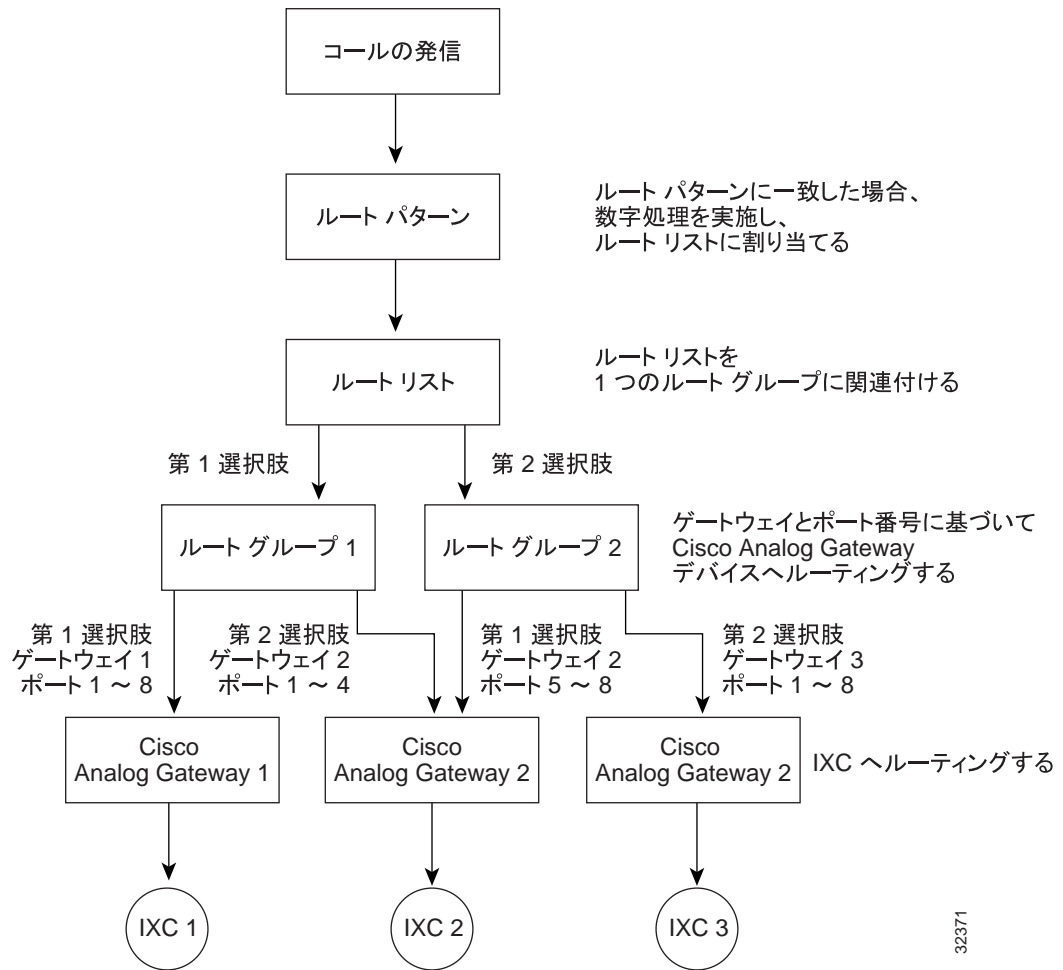 コールの発信
ルート パターン
ルート パターンに一致した場合、
数字処理を実施し、
ルート リストに割り当てる
ルート リスト
ルート リストを
1 つのルート グループに関連付ける
第 1 選択肢
第 2 選択肢
ルート グループ 1
ルート グループ 2
ゲートウェイとポート番号に基づいて
Cisco Analog Gateway
デバイスへルーティングする
第 1 選択肢
ゲートウェイ 1
ポート 1 ～ 8
第 2 選択肢
ゲートウェイ 2
ポート 1 ～ 4
第 1 選択肢
ゲートウェイ 2
ポート 5 ～ 8
第 2 選択肢
ゲートウェイ 3
ポート 1 ～ 8
Cisco
Analog Gateway 1
Cisco
Analog Gateway 2
Cisco
Analog Gateway 2
IXC へルーティングする
IXC 1
IXC 2
IXC 3
32371